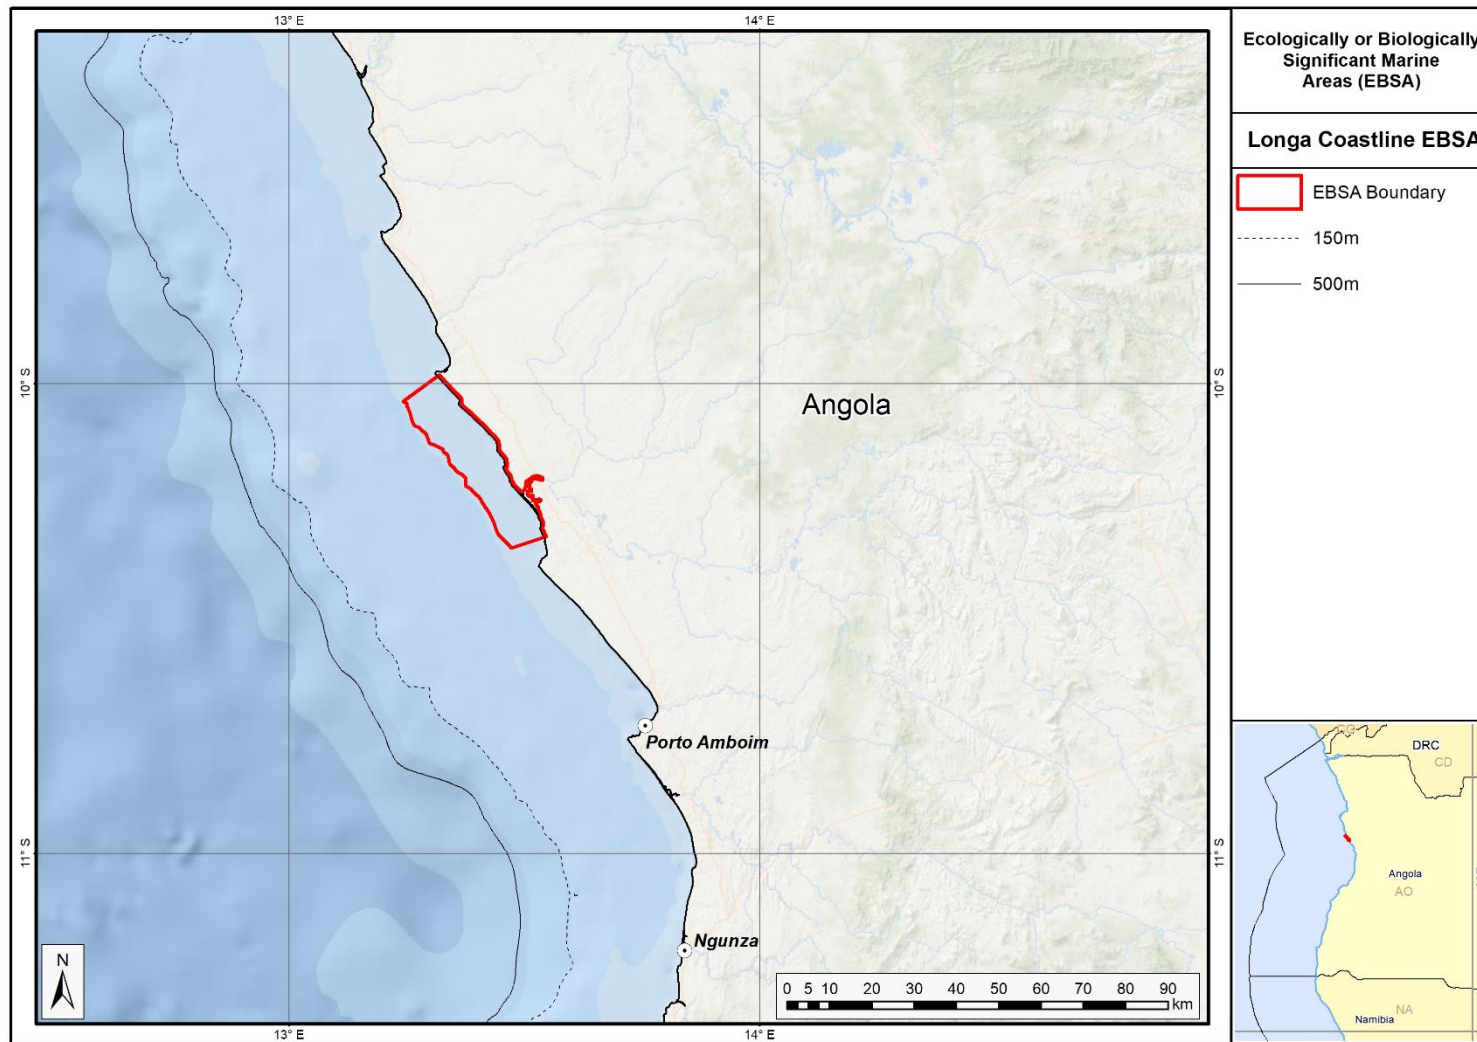 13° E
14° E
10° S
10° S
Angola
Porto Amboim
11° S
11° S
Ngunza
N
0 5 10 20 30 40 50 60 70 80 90
km
13° E
14° E
Ecologically or Biologically
Significant Marine
Areas (EBSA)
Longa Coastline EBSA
EBSA Boundary
150m
500m
CG
DRC
CD
Angola
AO
NA
Namibia